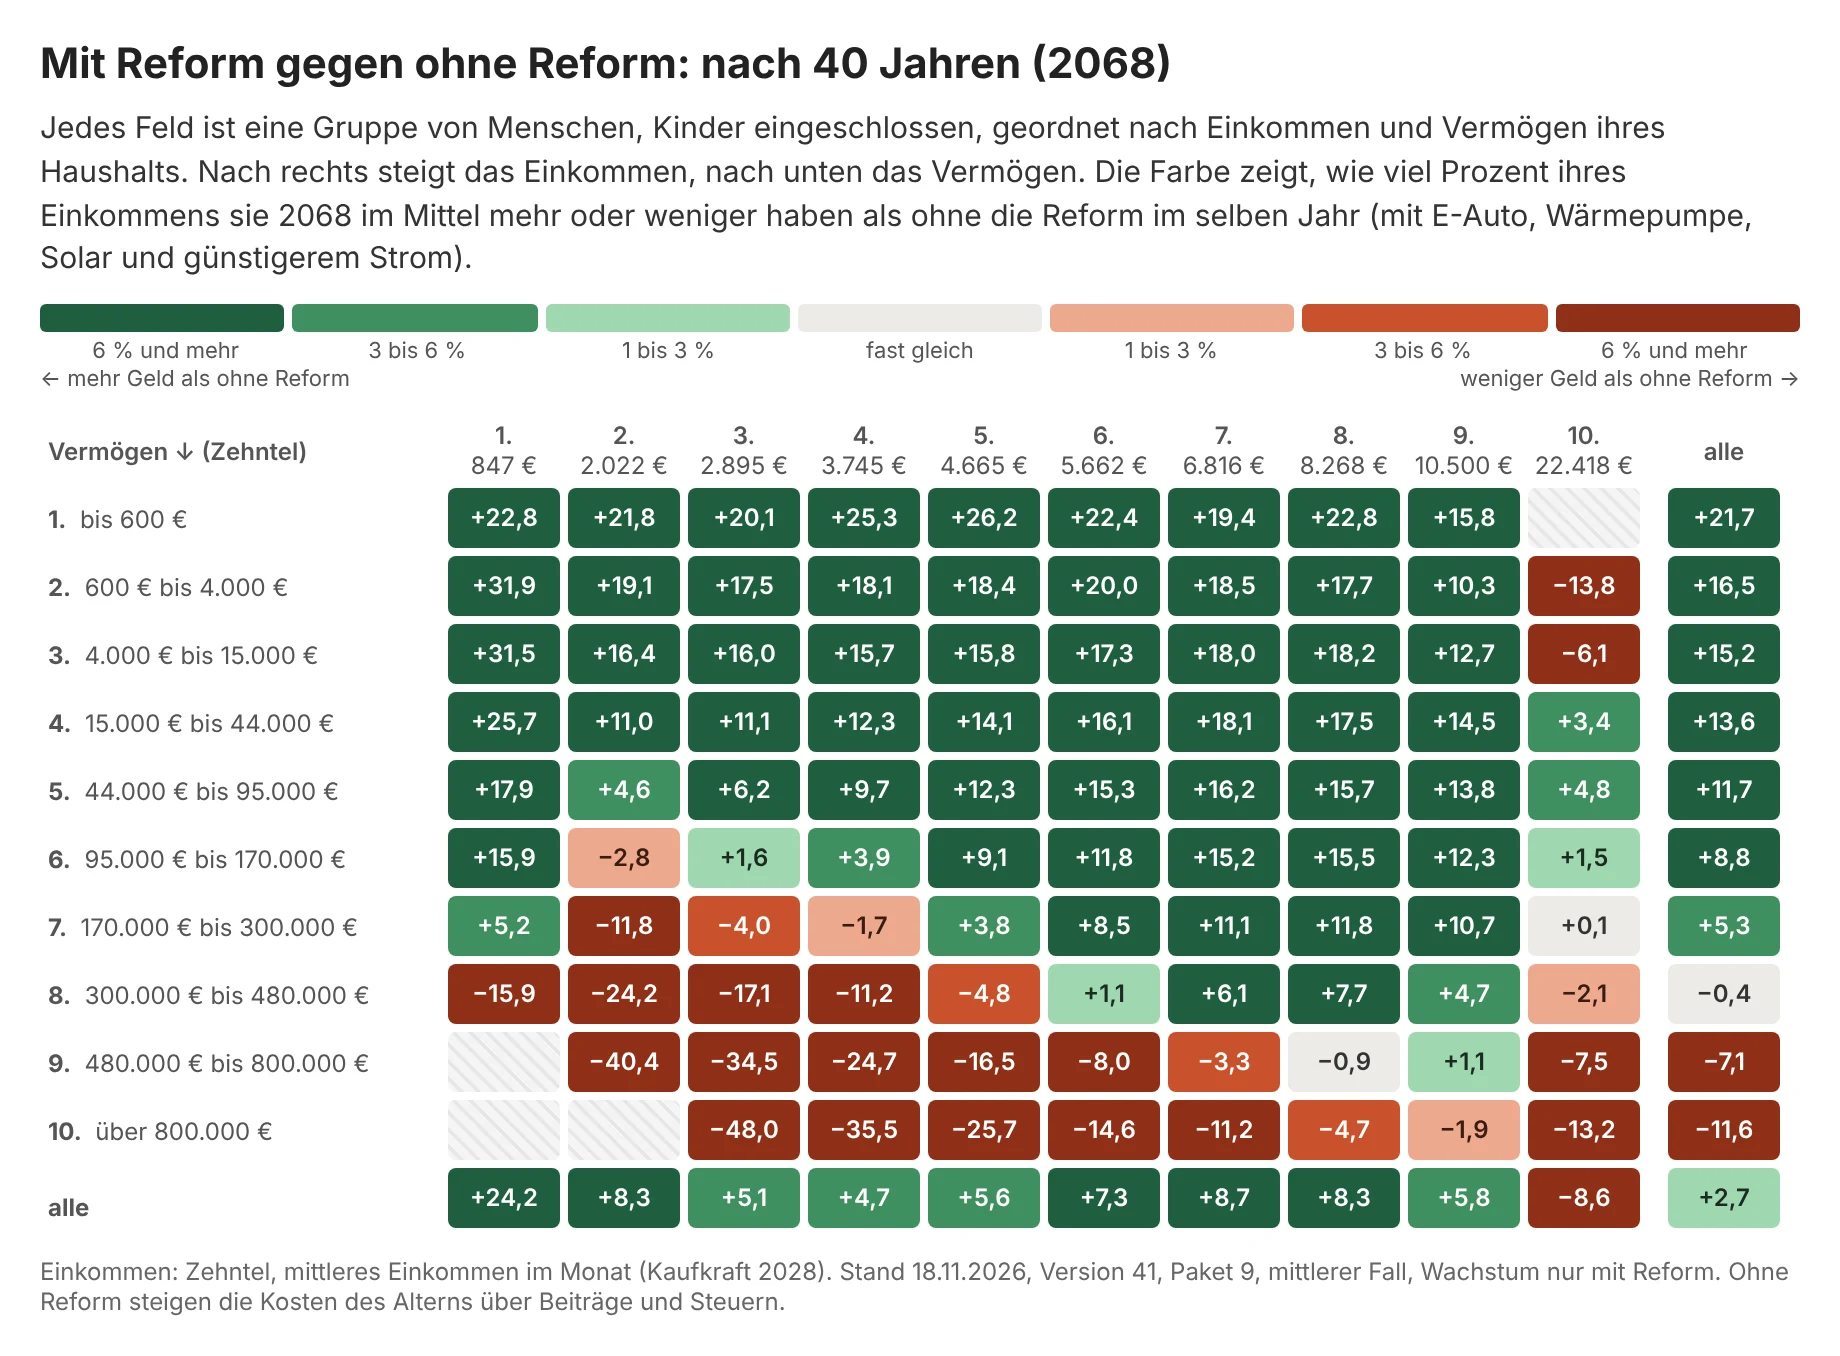 Mit Reform gegen ohne Reform: nach 40 Jahren (2068)
Jedes Feld ist eine Gruppe von Menschen, Kinder eingeschlossen, geordnet nach Einkommen und Vermögen ihres
Haushalts. Nach rechts steigt das Einkommen, nach unten das Vermögen. Die Farbe zeigt, wie viel Prozent ihres
Einkommens sie 2068 im Mittel mehr oder weniger haben als ohne die Reform im selben Jahr (mit E-Auto, Wärmepumpe,
Solar und günstigerem Strom).
6 % und mehr 3 bis 6 % 1 bis 3 % fast gleich 1 bis 3 % 3 bis 6 % 6 % und mehr
← mehr Geld als ohne Reform weniger Geld als ohne Reform →
Vermögen ↓ (Zehntel) 1. 2. 3. 4. 5. 6. 7. 8. 9. 10. alle
847 € 2.022 € 2.895 € 3.745 € 4.665 € 5.662 € 6.816 € 8.268 € 10.500 € 22.418 €
1. bis 600 € +22,8 +21,8 +20,1 +25,3 +26,2 +22,4 +19,4 +22,8 +15,8 +21,7
2. 600 € bis 4.000 € +31,9 +19,1 +17,5 +18,1 +18,4 +20,0 +18,5 +17,7 +10,3 −13,8 +16,5
3. 4.000 € bis 15.000 € +31,5 +16,4 +16,0 +15,7 +15,8 +17,3 +18,0 +18,2 +12,7 −6,1 +15,2
4. 15.000 € bis 44.000 € +25,7 +11,0 +11,1 +12,3 +14,1 +16,1 +18,1 +17,5 +14,5 +3,4 +13,6
5. 44.000 € bis 95.000 € +17,9 +4,6 +6,2 +9,7 +12,3 +15,3 +16,2 +15,7 +13,8 +4,8 +11,7
6. 95.000 € bis 170.000 € +15,9 −2,8 +1,6 +3,9 +9,1 +11,8 +15,2 +15,5 +12,3 +1,5 +8,8
7. 170.000 € bis 300.000 € +5,2 −11,8 −4,0 −1,7 +3,8 +8,5 +11,1 +11,8 +10,7 +0,1 +5,3
8. 300.000 € bis 480.000 € −15,9 −24,2 −17,1 −11,2 −4,8 +1,1 +6,1 +7,7 +4,7 −2,1 −0,4
9. 480.000 € bis 800.000 € −40,4 −34,5 −24,7 −16,5 −8,0 −3,3 −0,9 +1,1 −7,5 −7,1
10. über 800.000 € −48,0 −35,5 −25,7 −14,6 −11,2 −4,7 −1,9 −13,2 −11,6
alle +24,2 +8,3 +5,1 +4,7 +5,6 +7,3 +8,7 +8,3 +5,8 −8,6 +2,7
Einkommen: Zehntel, mittleres Einkommen im Monat (Kaufkraft 2028). Stand 18.11.2026, Version 41, Paket 9, mittlerer Fall, Wachstum nur mit Reform. Ohne
Reform steigen die Kosten des Alterns über Beiträge und Steuern.